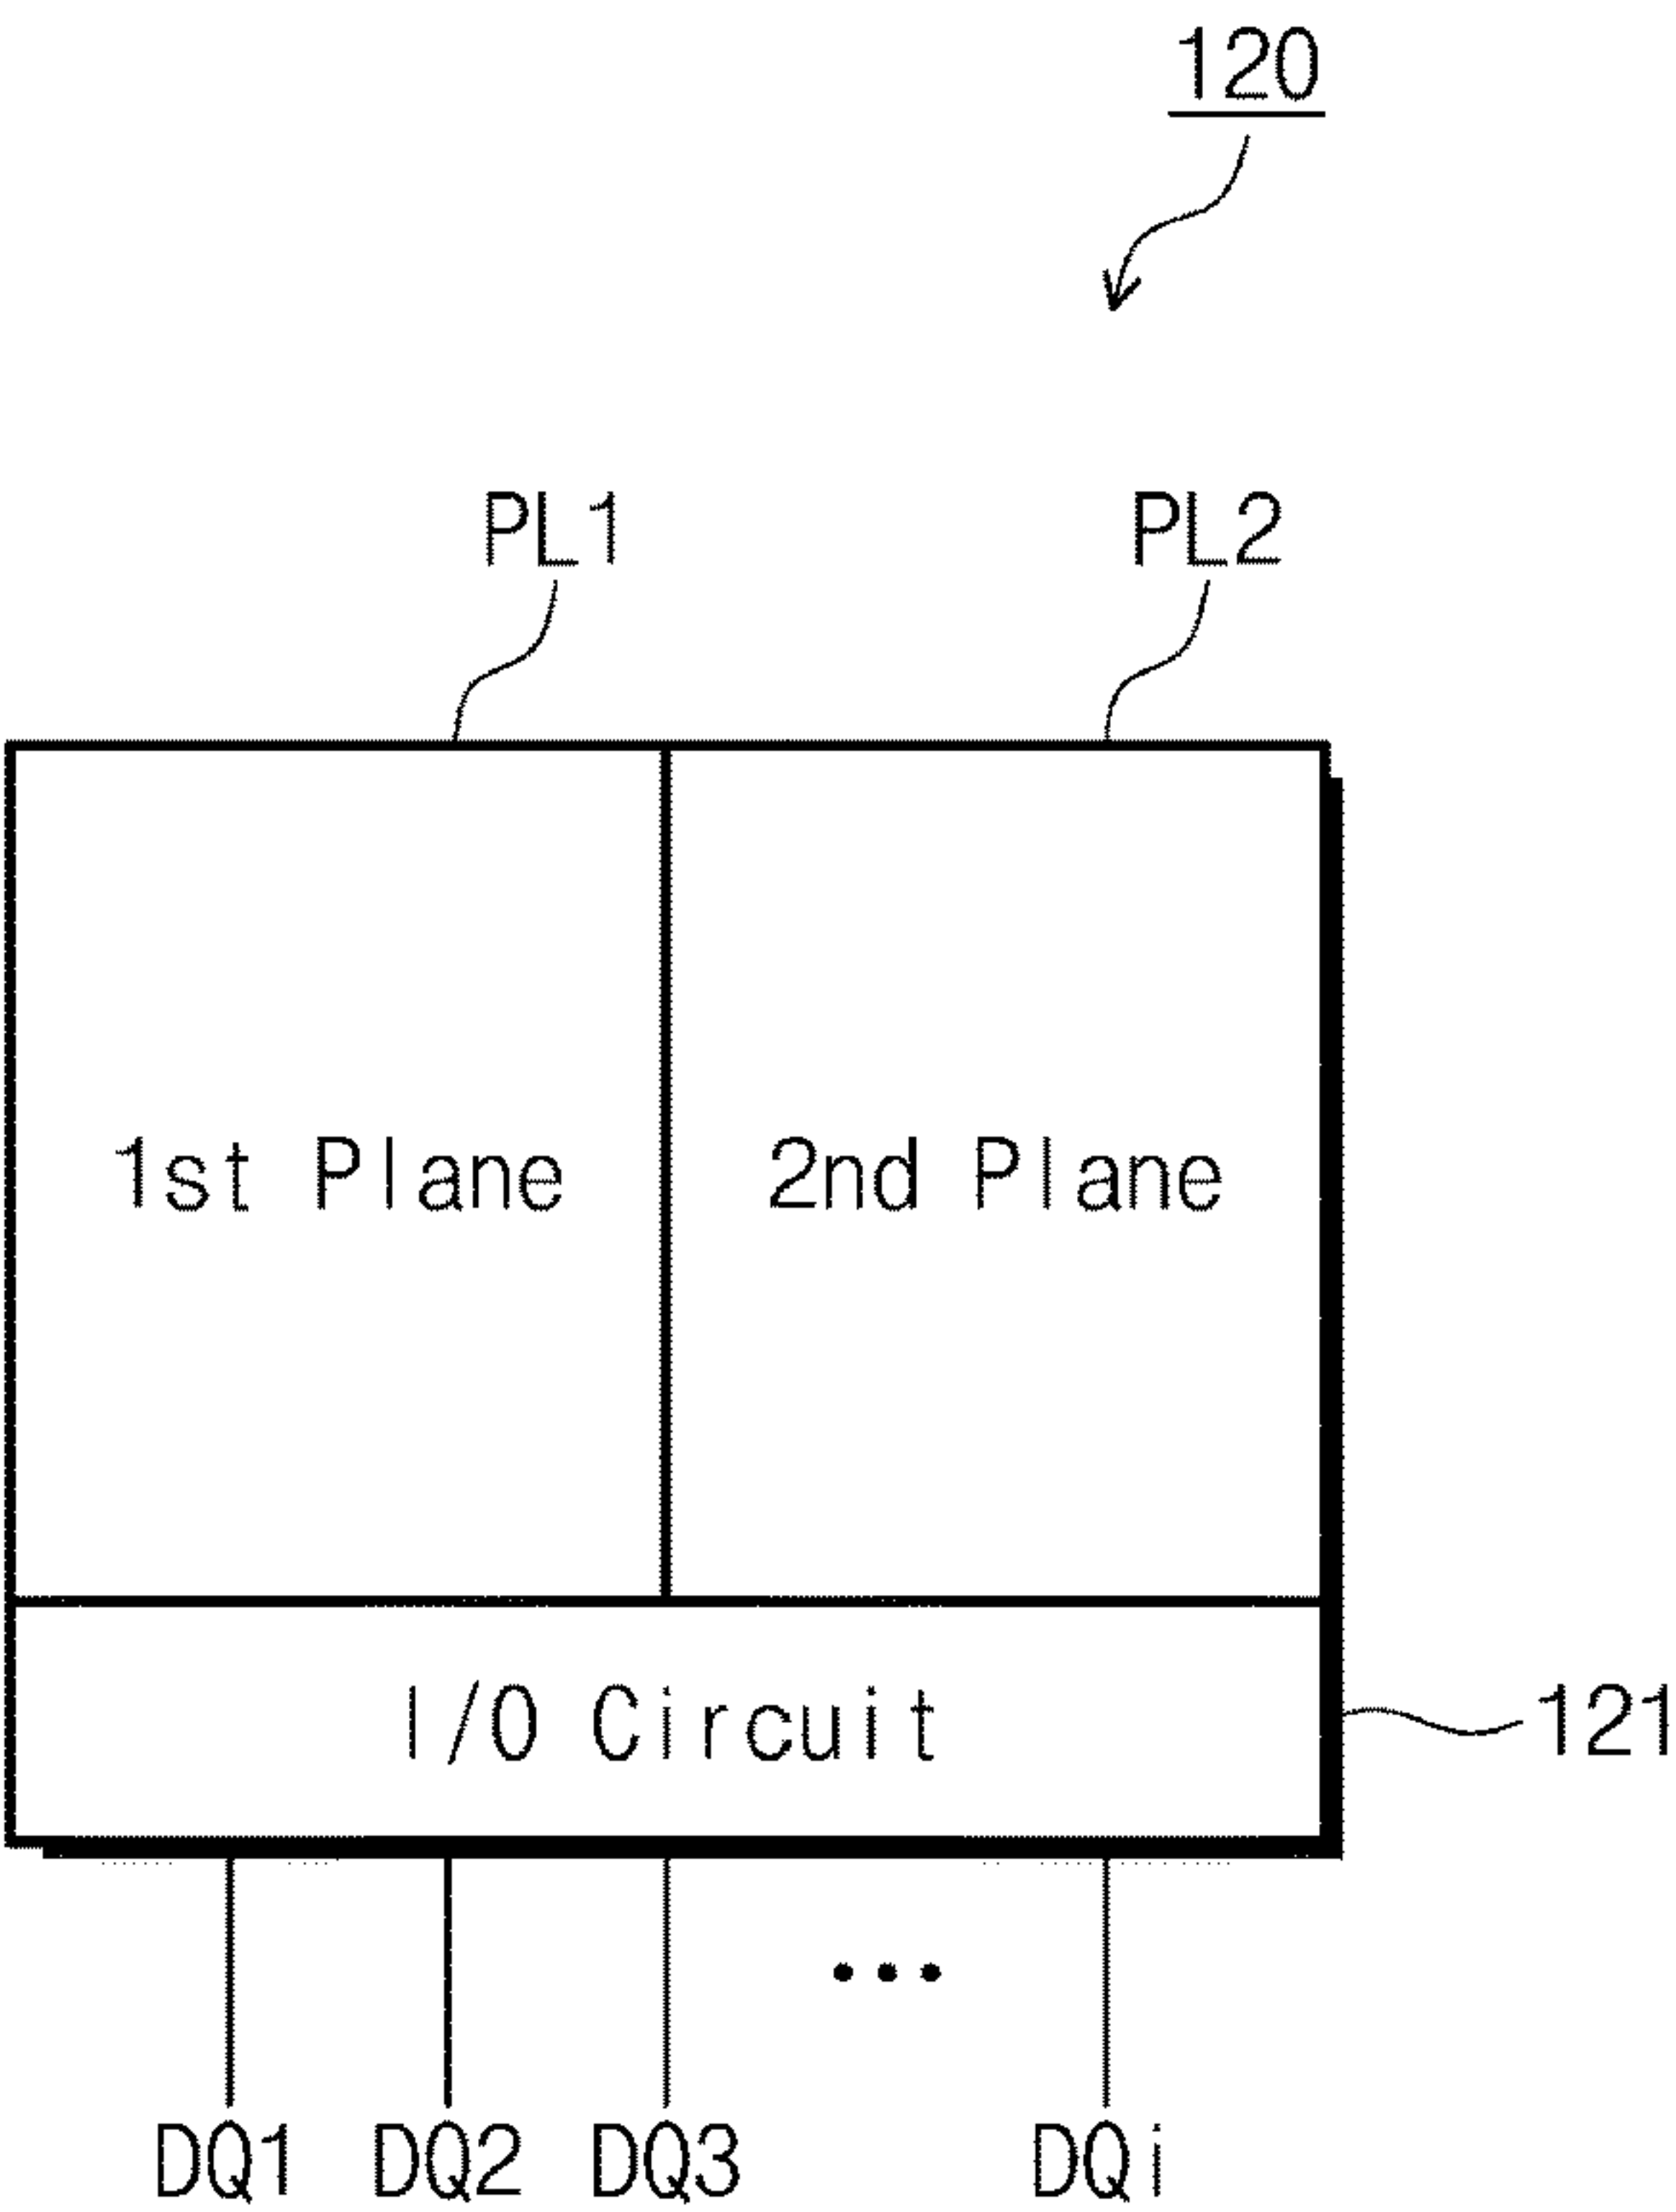 120
PL1 PL2
1st Plane 2nd Plane
I/O Circuit 121
...
DQ1 DQ2 DQ3 DQi